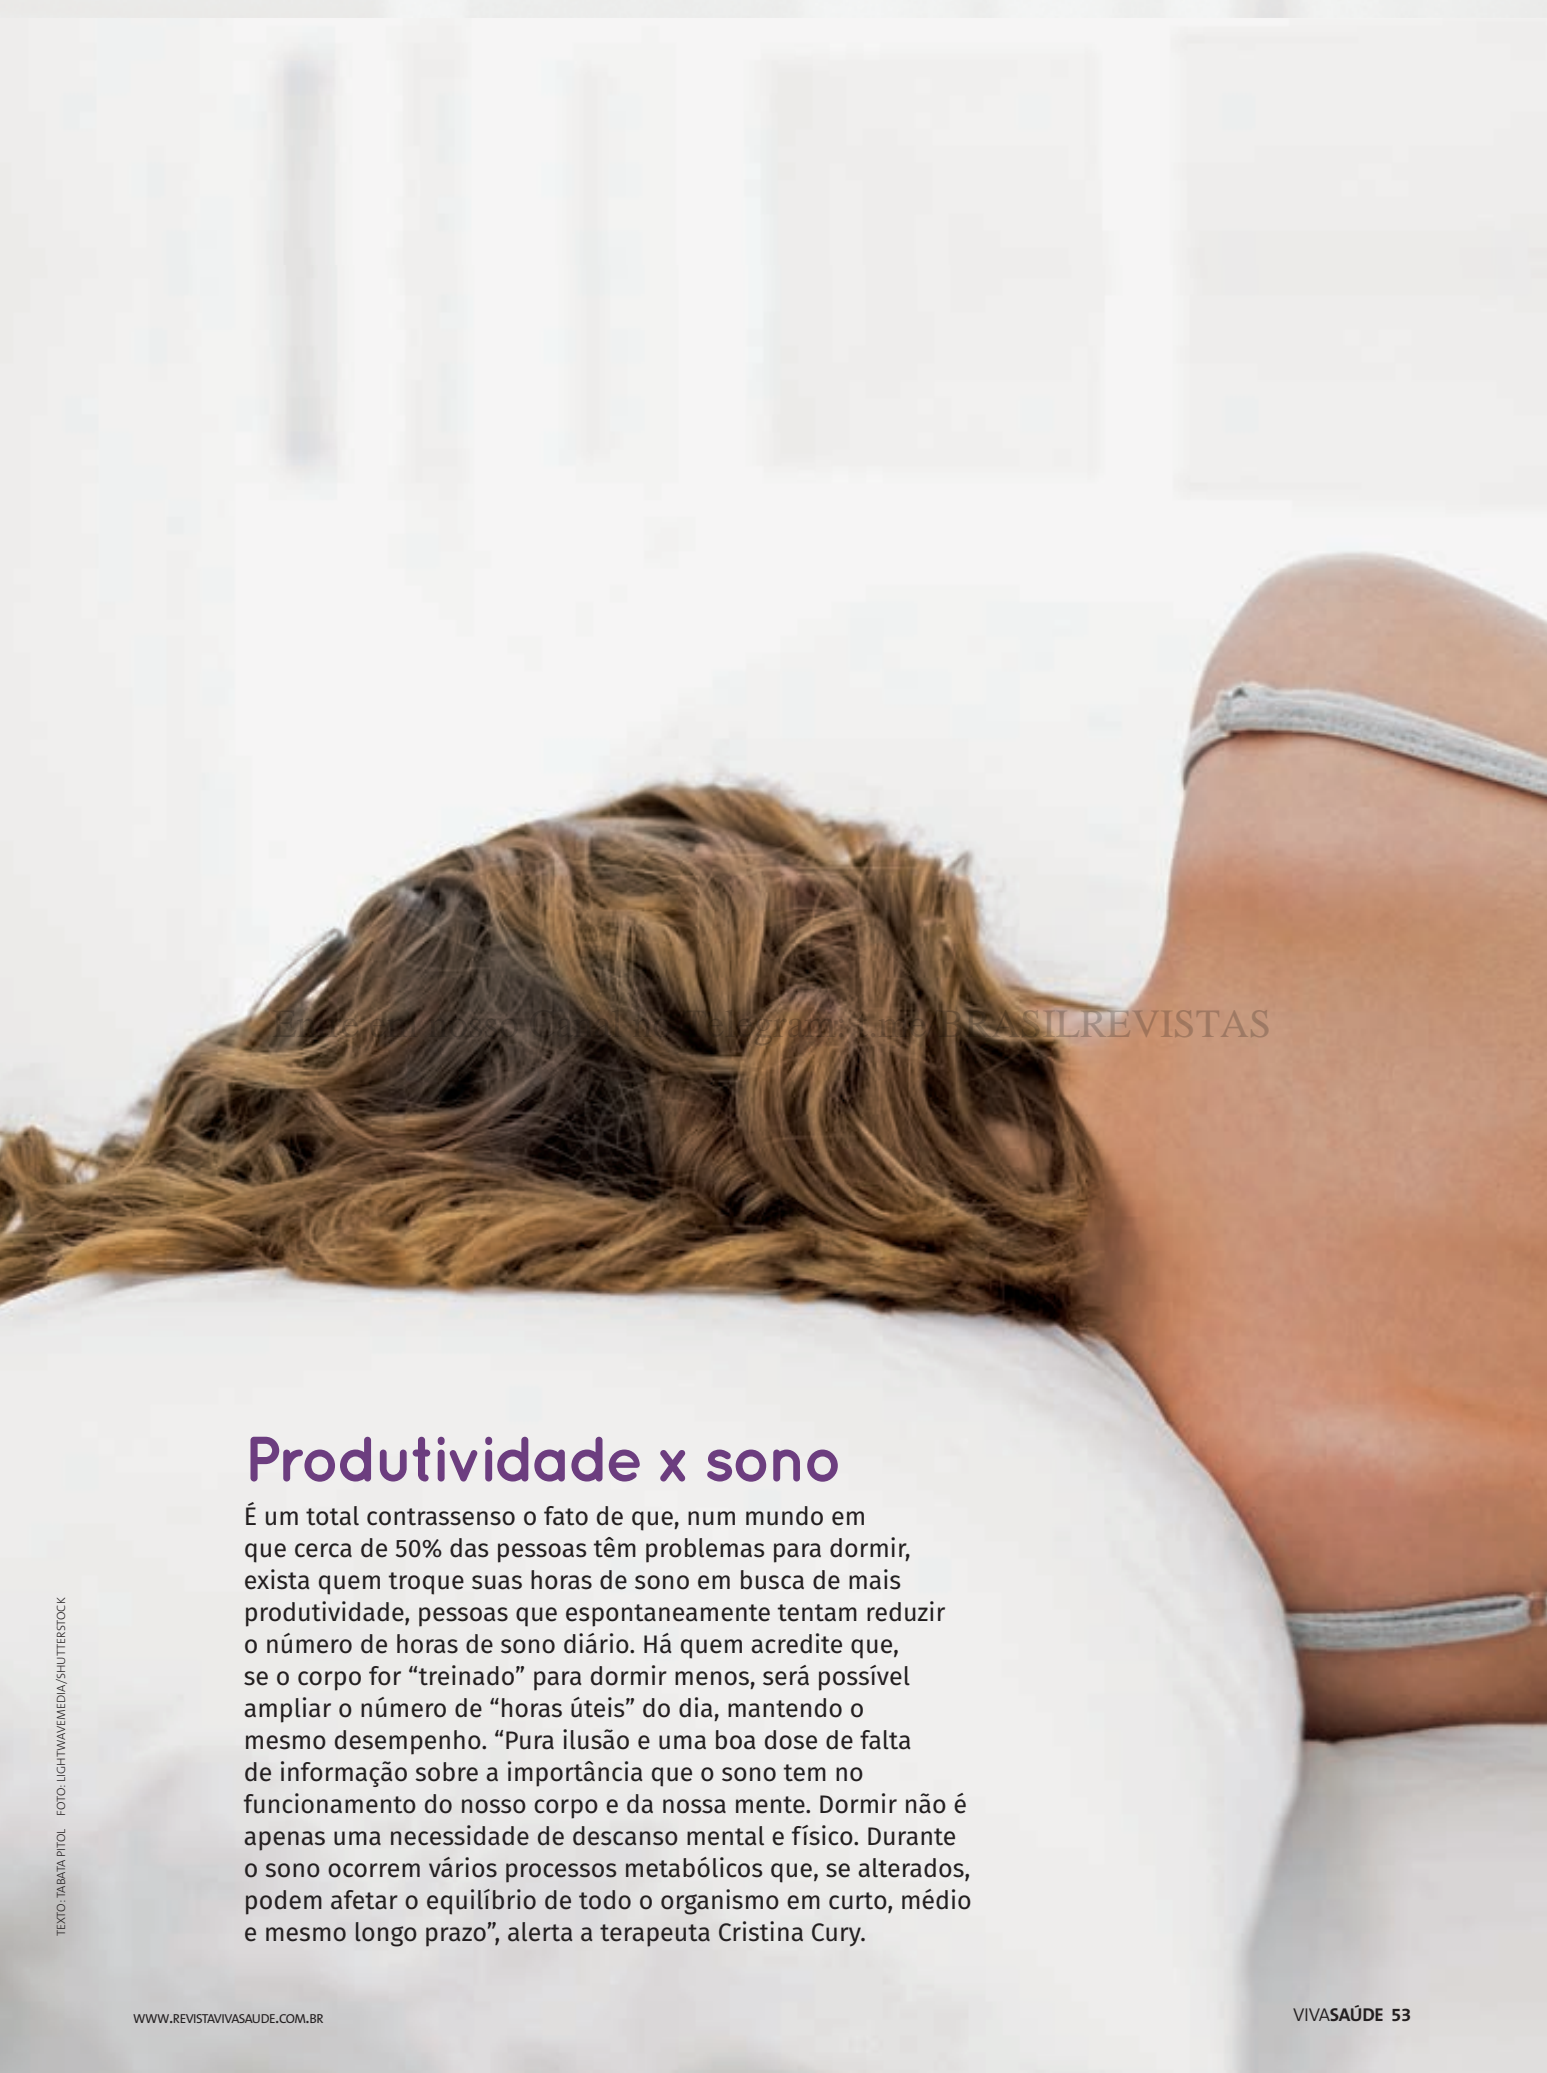 Produtividade x sono
É um total contrassenso o fato de que, num mundo em
que cerca de 50% das pessoas têm problemas para dormir,
exista quem troque suas horas de sono em busca de mais
produtividade, pessoas que espontaneamente tentam reduzir
o número de horas de sono diário. Há quem acredite que,
se o corpo for “treinado” para dormir menos, será possível
ampliar o número de “horas úteis” do dia, mantendo o
mesmo desempenho. “Pura ilusão e uma boa dose de falta
de informação sobre a importância que o sono tem no
funcionamento do nosso corpo e da nossa mente. Dormir não é
apenas uma necessidade de descanso mental e físico. Durante
o sono ocorrem vários processos metabólicos que, se alterados,
podem afetar o equilíbrio de todo o organismo em curto, médio
e mesmo longo prazo”, alerta a terapeuta Cristina Cury.
TEXTO: TABATA PITOL FOTO: LIGHTWAVEMEDIA/SHUTTERSTOCK
Telegram BRASILREVISTAS
WWW.REVISTAVIVASAUDE.COM.BR
VIVASAÚDE 53